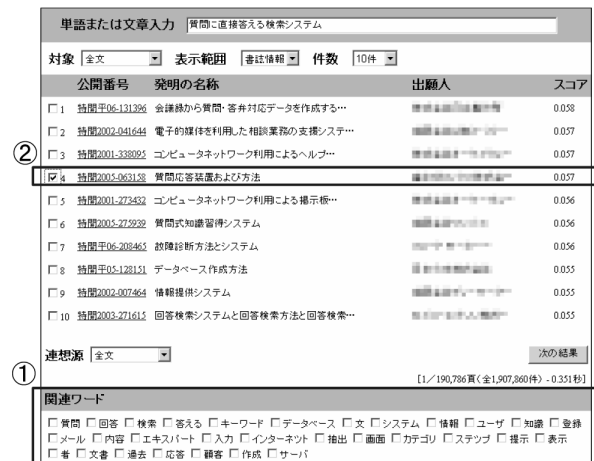 単語または文章入力 質問に直接答える検索システム
対象 全文 表示範囲 書誌情報 件数 10件
公開番号 発明の名称 出願人 スコア
1 特開平06-131396 会議録から質問・答弁対応データを作成する… 0.058
2 特開2002-041644 電子的媒体を利用した相談業務の支援システ… 0.057
② 3 特開2001-338095 コンピュータネットワーク利用によるヘルプ… 0.057
4 特開2005-063158 質問応答装置および方法 0.057
5 特開2001-273432 コンピュータネットワーク利用による掲示板… 0.056
6 特開2005-275939 質問式知識習得システム 0.056
7 特開平06-208465 故障診断方法とシステム 0.056
8 特開平05-128151 データベース作成方法 0.055
9 特開2002-007464 情報提供システム 0.055
10 特開2003-271615 回答検索システムと回答検索方法と回答検索… 0.055
連想源 全文 次の結果
① [1/190,786頁(全1,907,860件) - 0.351秒]
関連ワード
質問 回答 検索 答える キーワード データベース 文 システム 情報 ユーザ 知識 登録
メール 内容 エキスパート 入力 インターネット 抽出 画面 カテゴリ ステップ 提示 表示
者 文書 過去 応答 顧客 作成 サーバ